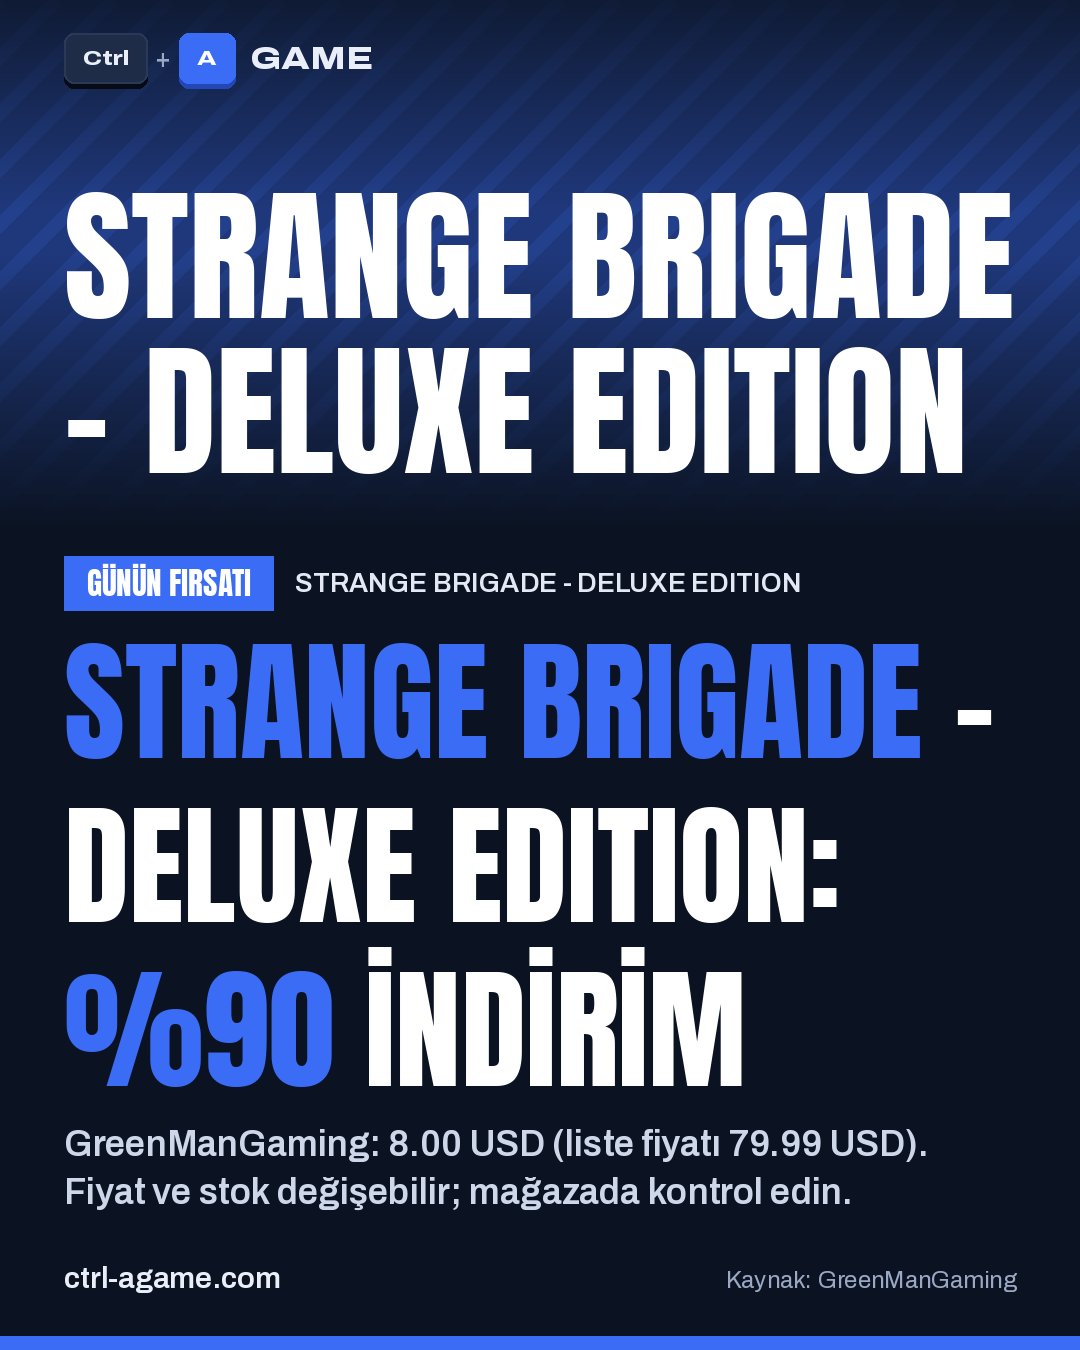 Ctrl + A GAME
STRANGE BRIGADE
- DELUXE EDITION
GÜNÜN FIRSATI STRANGE BRIGADE - DELUXE EDITION
STRANGE BRIGADE -
DELUXE EDITION:
%90 İNDİRİM
GreenManGaming: 8.00 USD (liste fiyatı 79.99 USD).
Fiyat ve stok değişebilir; mağazada kontrol edin.
ctrl-agame.com Kaynak: GreenManGaming